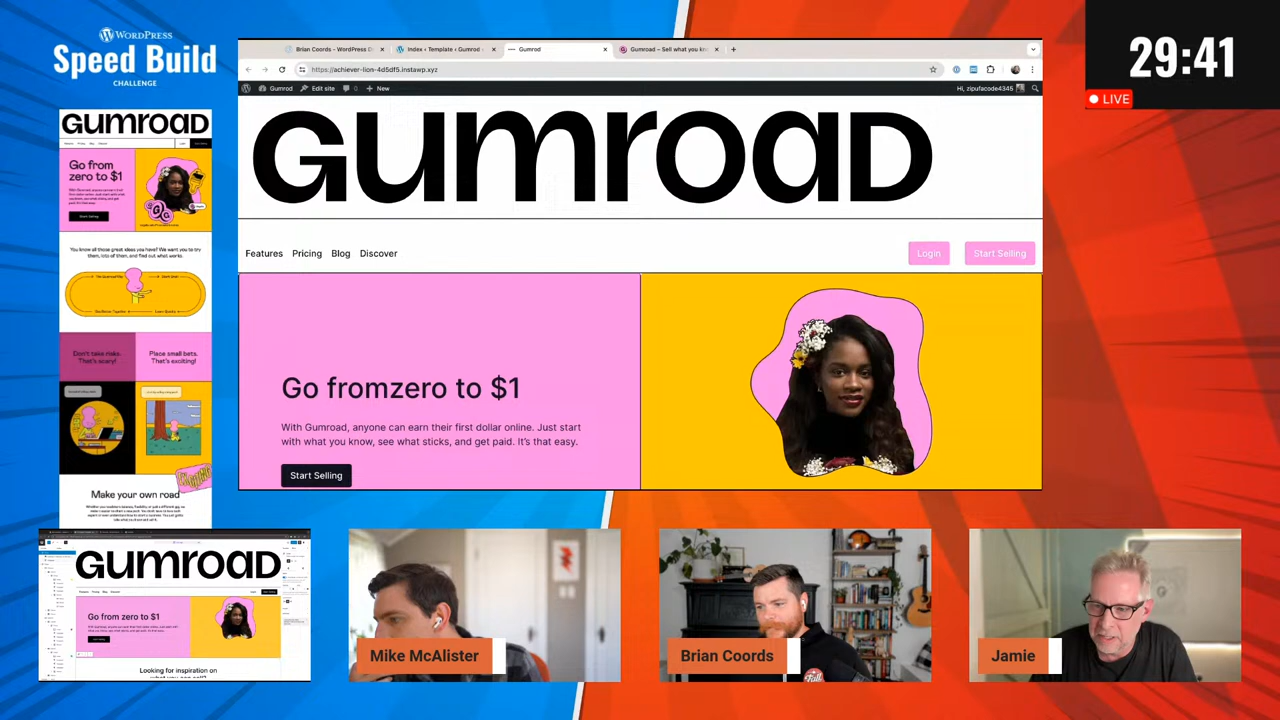 WORDPRESS
Speed Build
CHALLENGE
29:41
LIVE
Brian Coords – WordPress D
Index ‹ Template ‹ Gumrod
Gumrod
Gumroad – Sell what you kn
https://achiever-lion-4d5df5.instawp.xyz
Gumrod
Edit site
0
New
Hi, zipufacode4345
GUMROAD
Features
Pricing
Blog
Discover
Login
Start Selling
Go fromzero to $1
With Gumroad, anyone can earn their first dollar online. Just start
with what you know, see what sticks, and get paid. It's that easy.
Start Selling
GUMROAD
Go from
zero to $1
Start Selling
You know all those great ideas you have? We want you to try
them, lots of them, and find out what works.
Don't take risks.
That's scary!
Place small bets.
That's exciting!
Make your own road
GUMROAD
Go from zero to $1
Looking for inspiration on
Mike McAlister
Brian Coords
Jamie